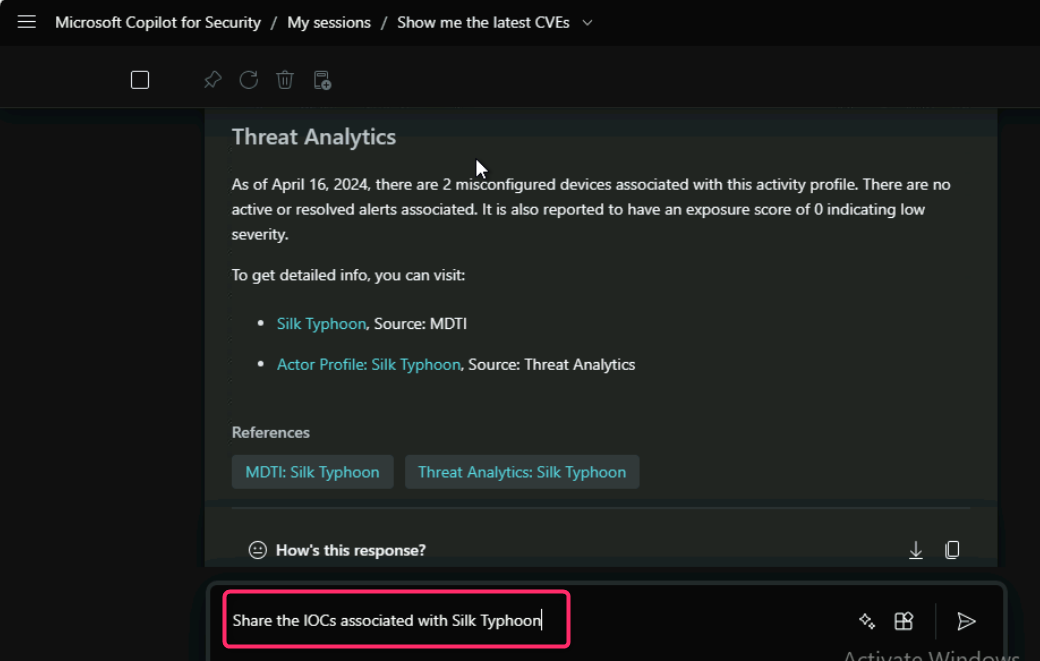 Microsoft Copilot for Security / My sessions / Show me the latest CVEs
Threat Analytics
As of April 16, 2024, there are 2 misconfigured devices associated with this activity profile. There are no
active or resolved alerts associated. It is also reported to have an exposure score of 0 indicating low
severity.
To get detailed info, you can visit:
• Silk Typhoon, Source: MDTI
• Actor Profile: Silk Typhoon, Source: Threat Analytics
References
MDTI: Silk Typhoon Threat Analytics: Silk Typhoon
How's this response?
Share the IOCs associated with Silk Typhoon
Activate Windows